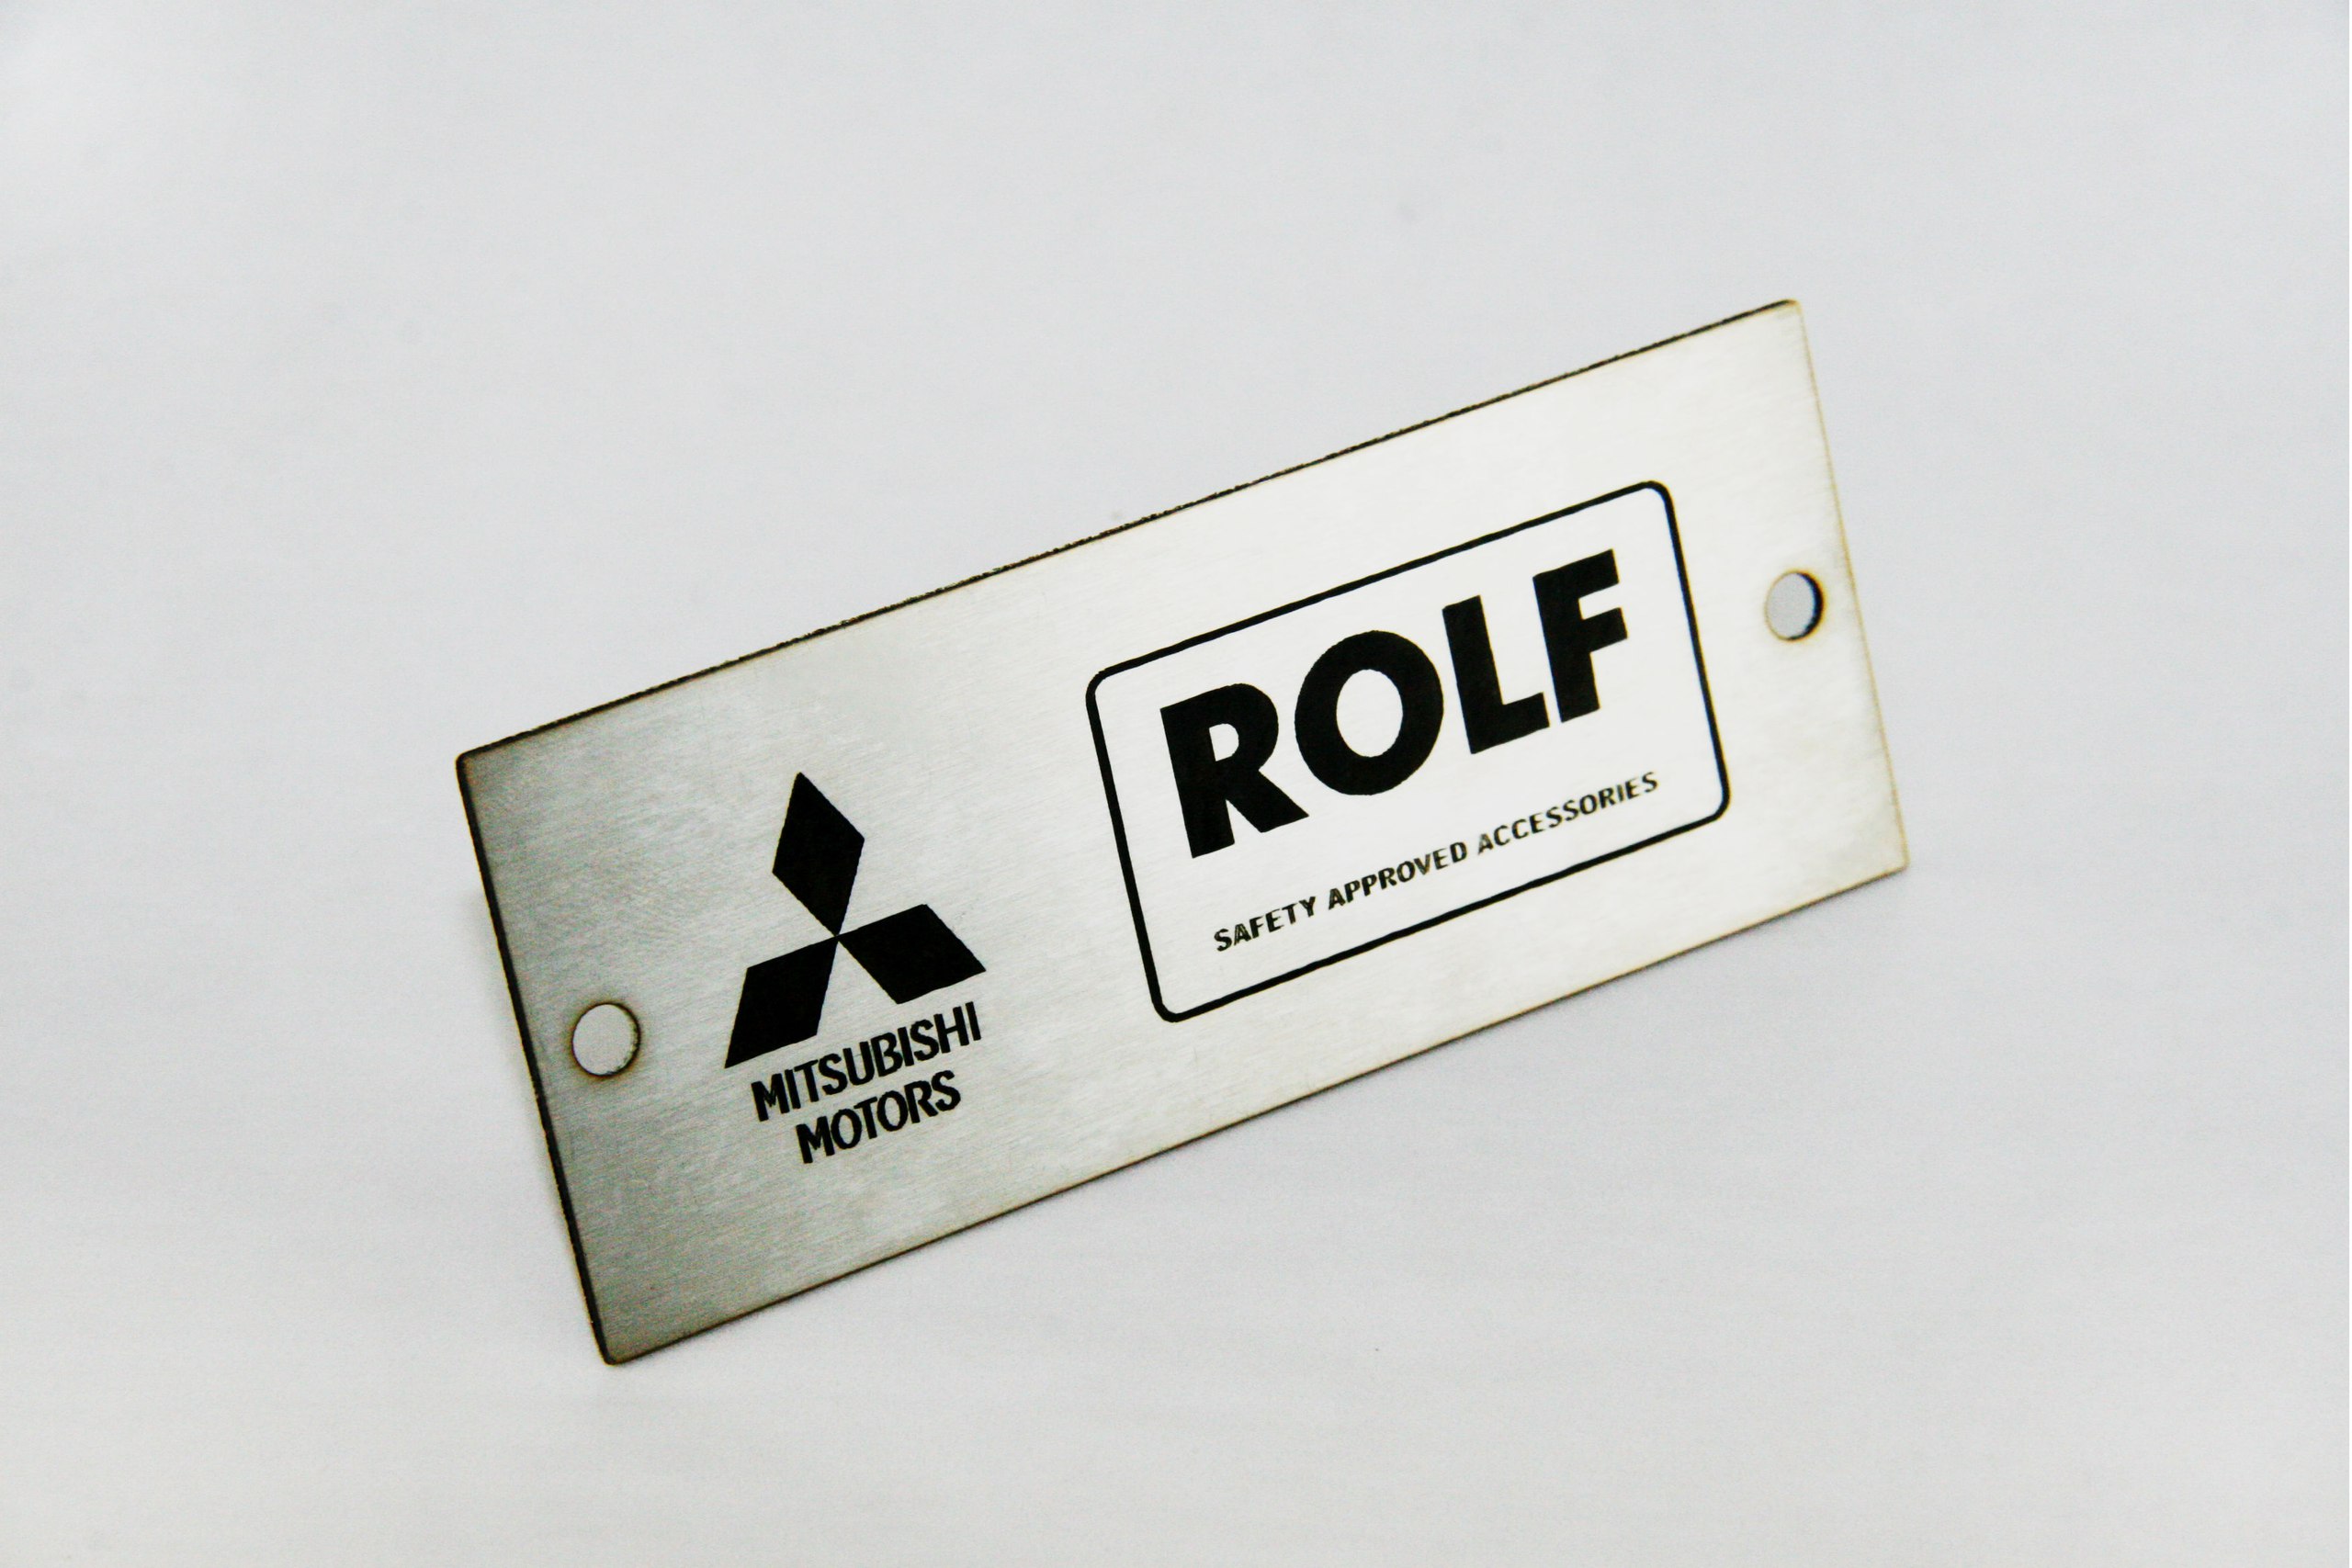 MITSUBISHI
MOTORS
ROLF
SAFETY APPROVED ACCESSORIES